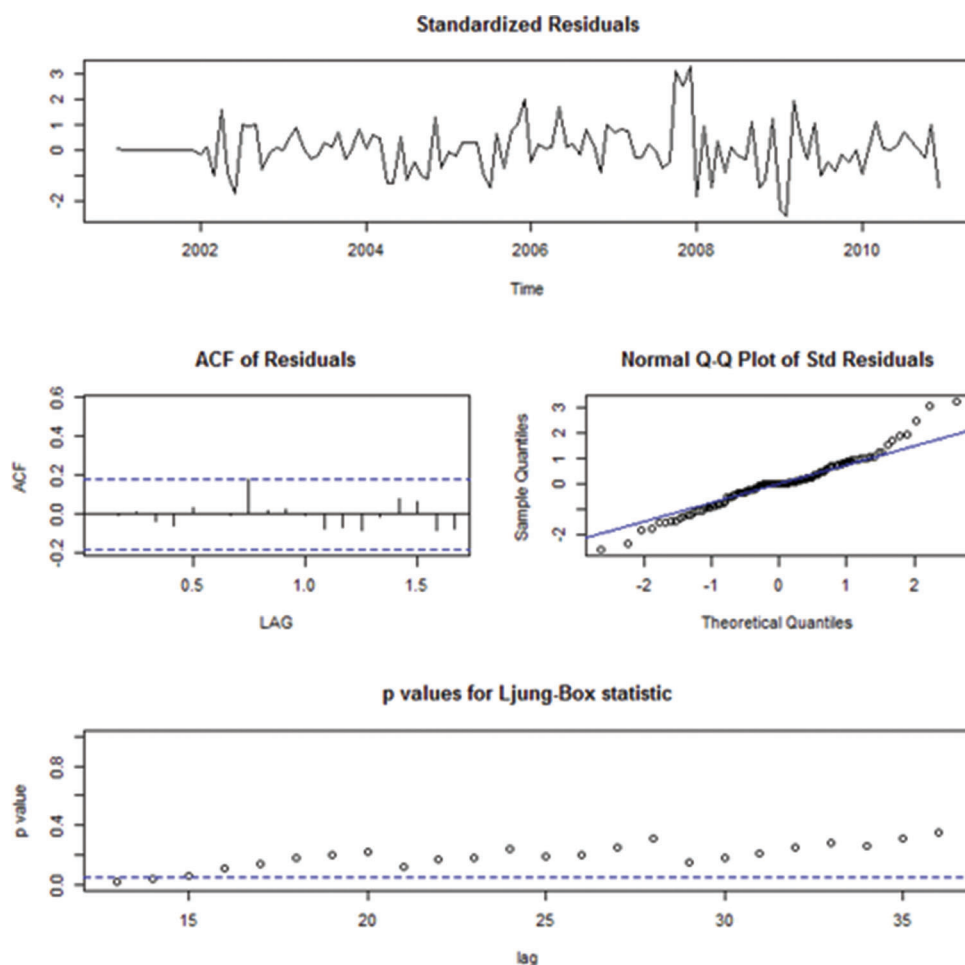 Standardized Residuals
3
2
1
0
-2
2002 2004 2006 2008 2010
Time
ACF of Residuals
ACF
0.6
0.4
0.2
0.0
-0.2
0.5 1.0 1.5
LAG
Normal Q-Q Plot of Std Residuals
Sample Quantiles
3
2
1
0
-2
-2 -1 0 1 2
Theoretical Quantiles
p values for Ljung-Box statistic
p value
0.8
0.4
0.0
15 20 25 30 35
lag